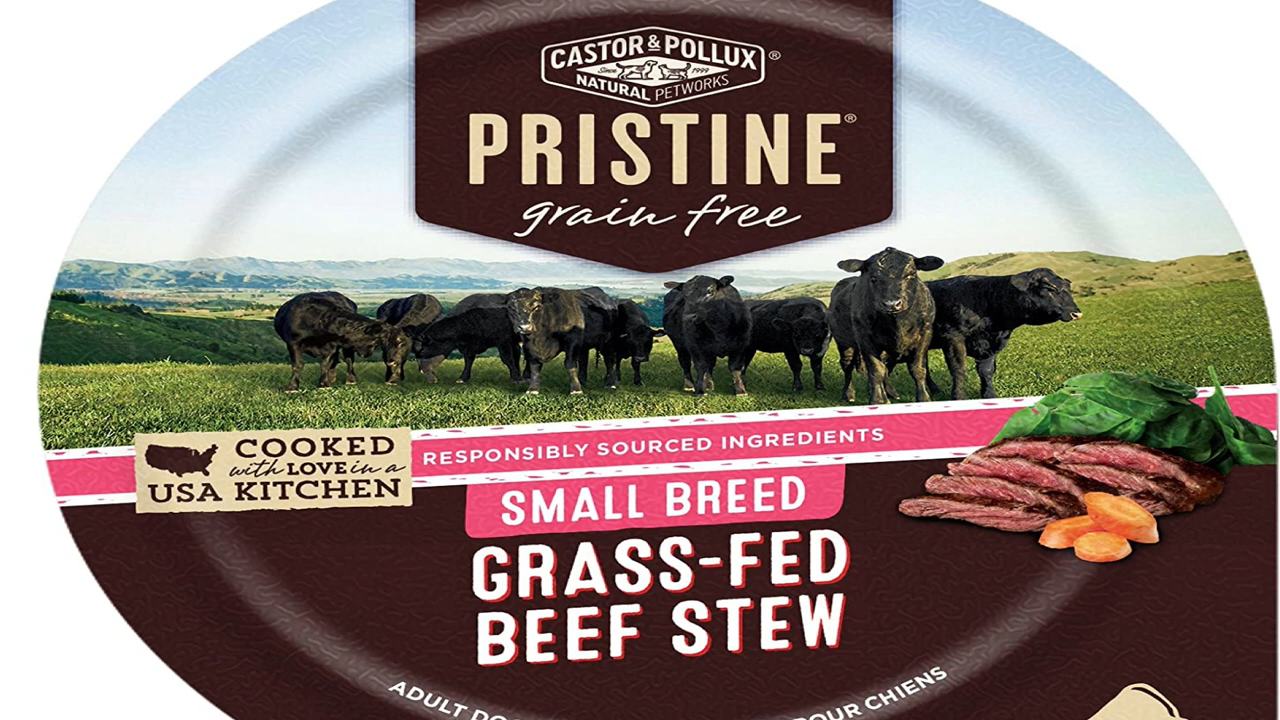 CASTOR & POLLUX®
Since 1999
NATURAL PETWORKS
PRISTINE®
grain free
COOKED
with LOVE in a
USA KITCHEN
RESPONSIBLY SOURCED INGREDIENTS
SMALL BREED
GRASS-FED
BEEF STEW
ADULT
POUR CHIENS